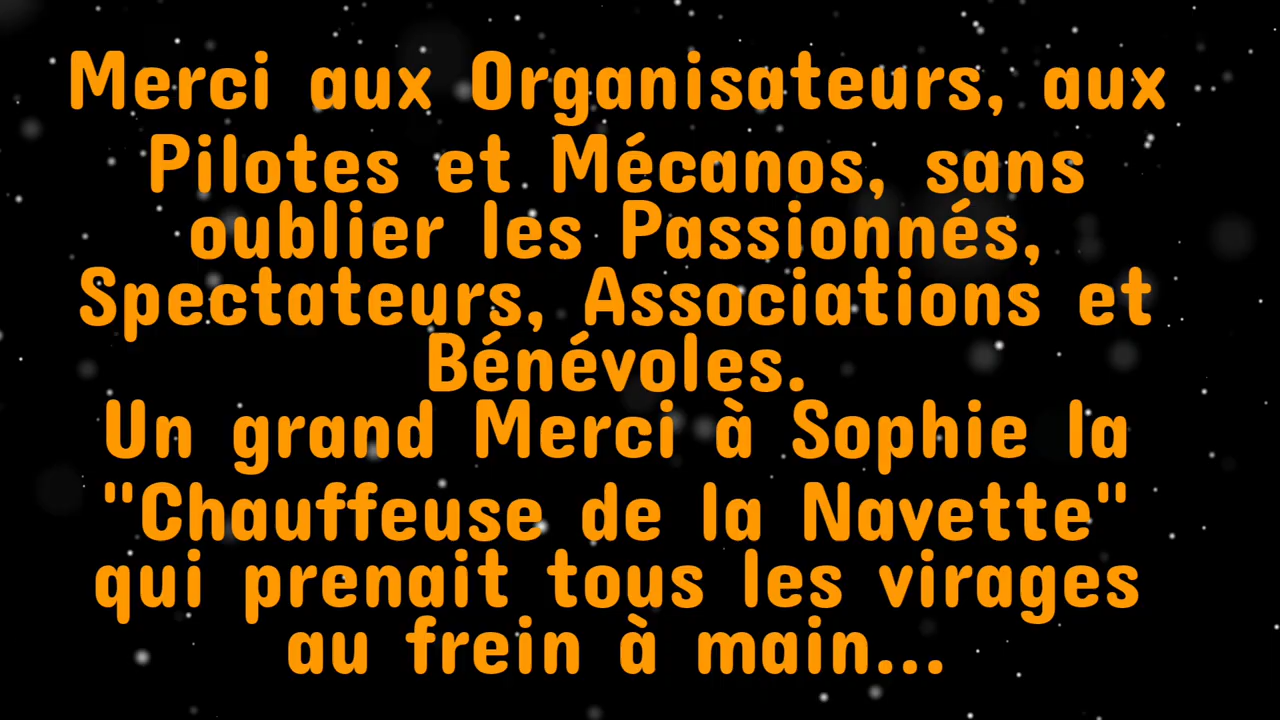 Merci aux Organisateurs, aux
Pilotes et Mécanos, sans
oublier les Passionnés,
Spectateurs, Associations et
Bénévoles.
Un grand Merci à Sophie la
"Chauffeuse de la Navette"
qui prenait tous les virages
au frein à main...